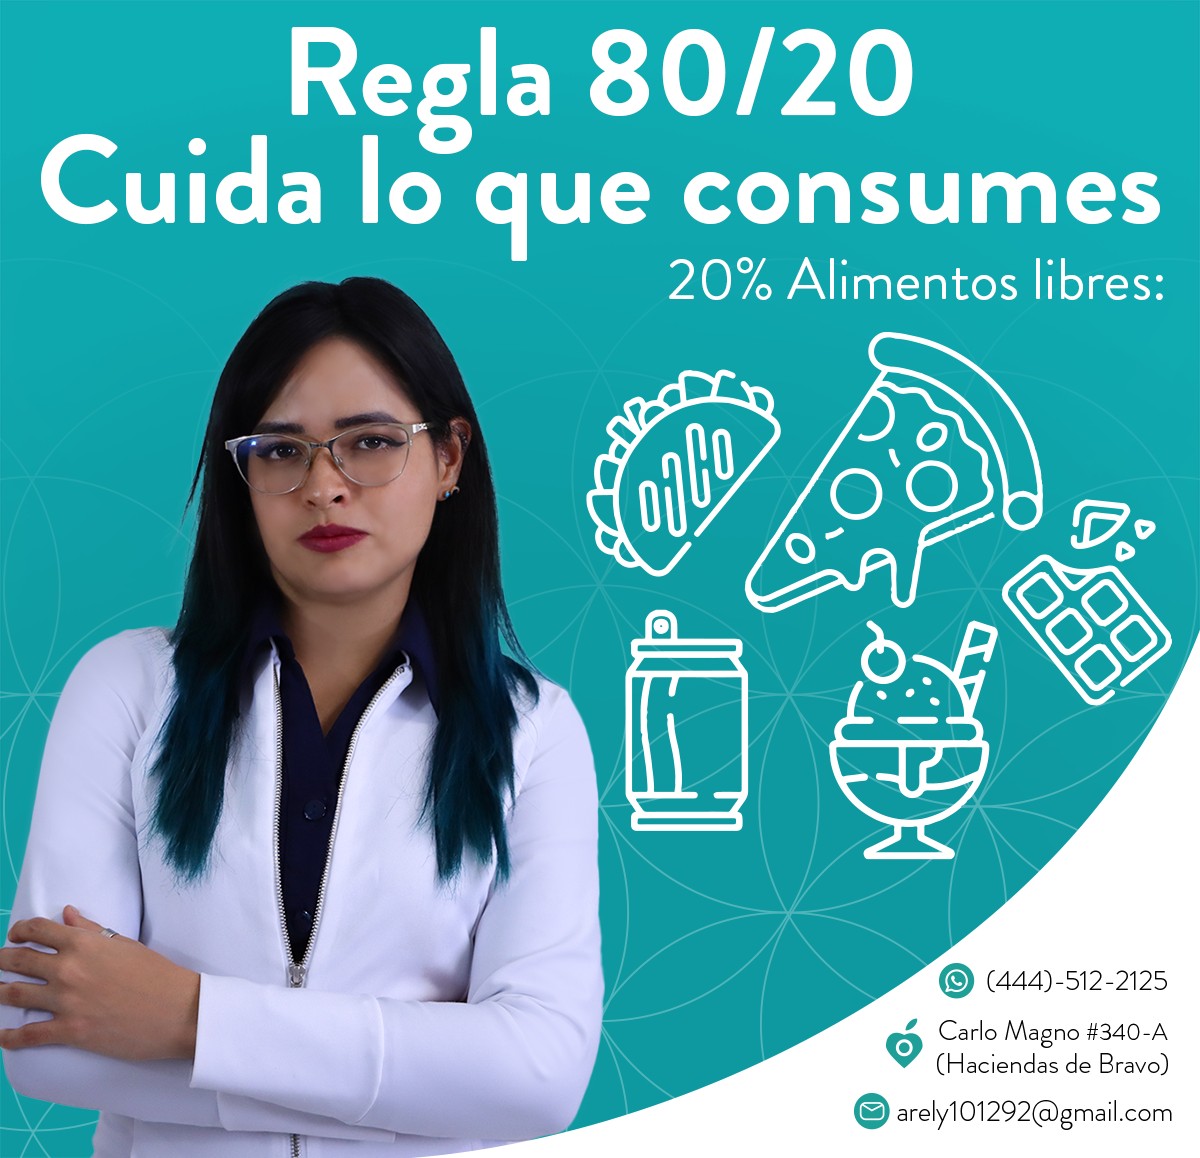 Regla 80/20
Cuida lo que consumes
20% Alimentos libres:
(444)-512-2125
Carlo Magno #340-A
(Haciendas de Bravo)
arely101292@gmail.com